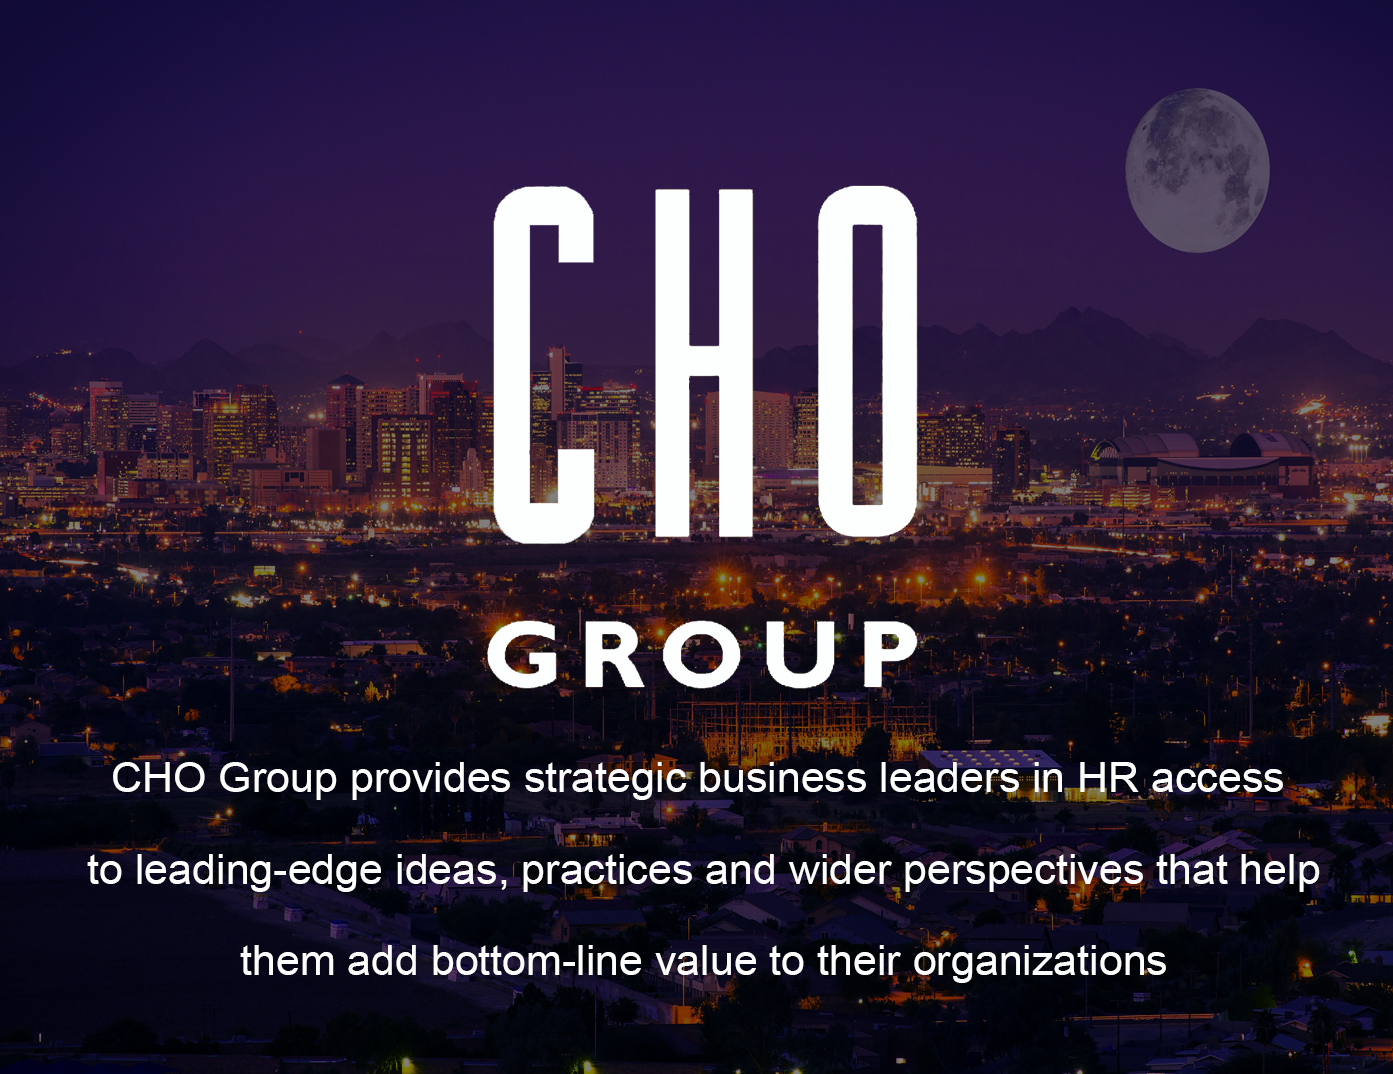 CHO
GROUP
CHO Group provides strategic business leaders in HR access
to leading-edge ideas, practices and wider perspectives that help
them add bottom-line value to their organizations